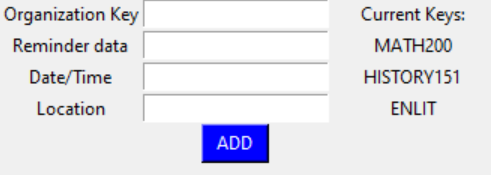 Organization Key Current Keys:
Reminder data MATH200
Date/Time HISTORY151
Location ENLIT
ADD